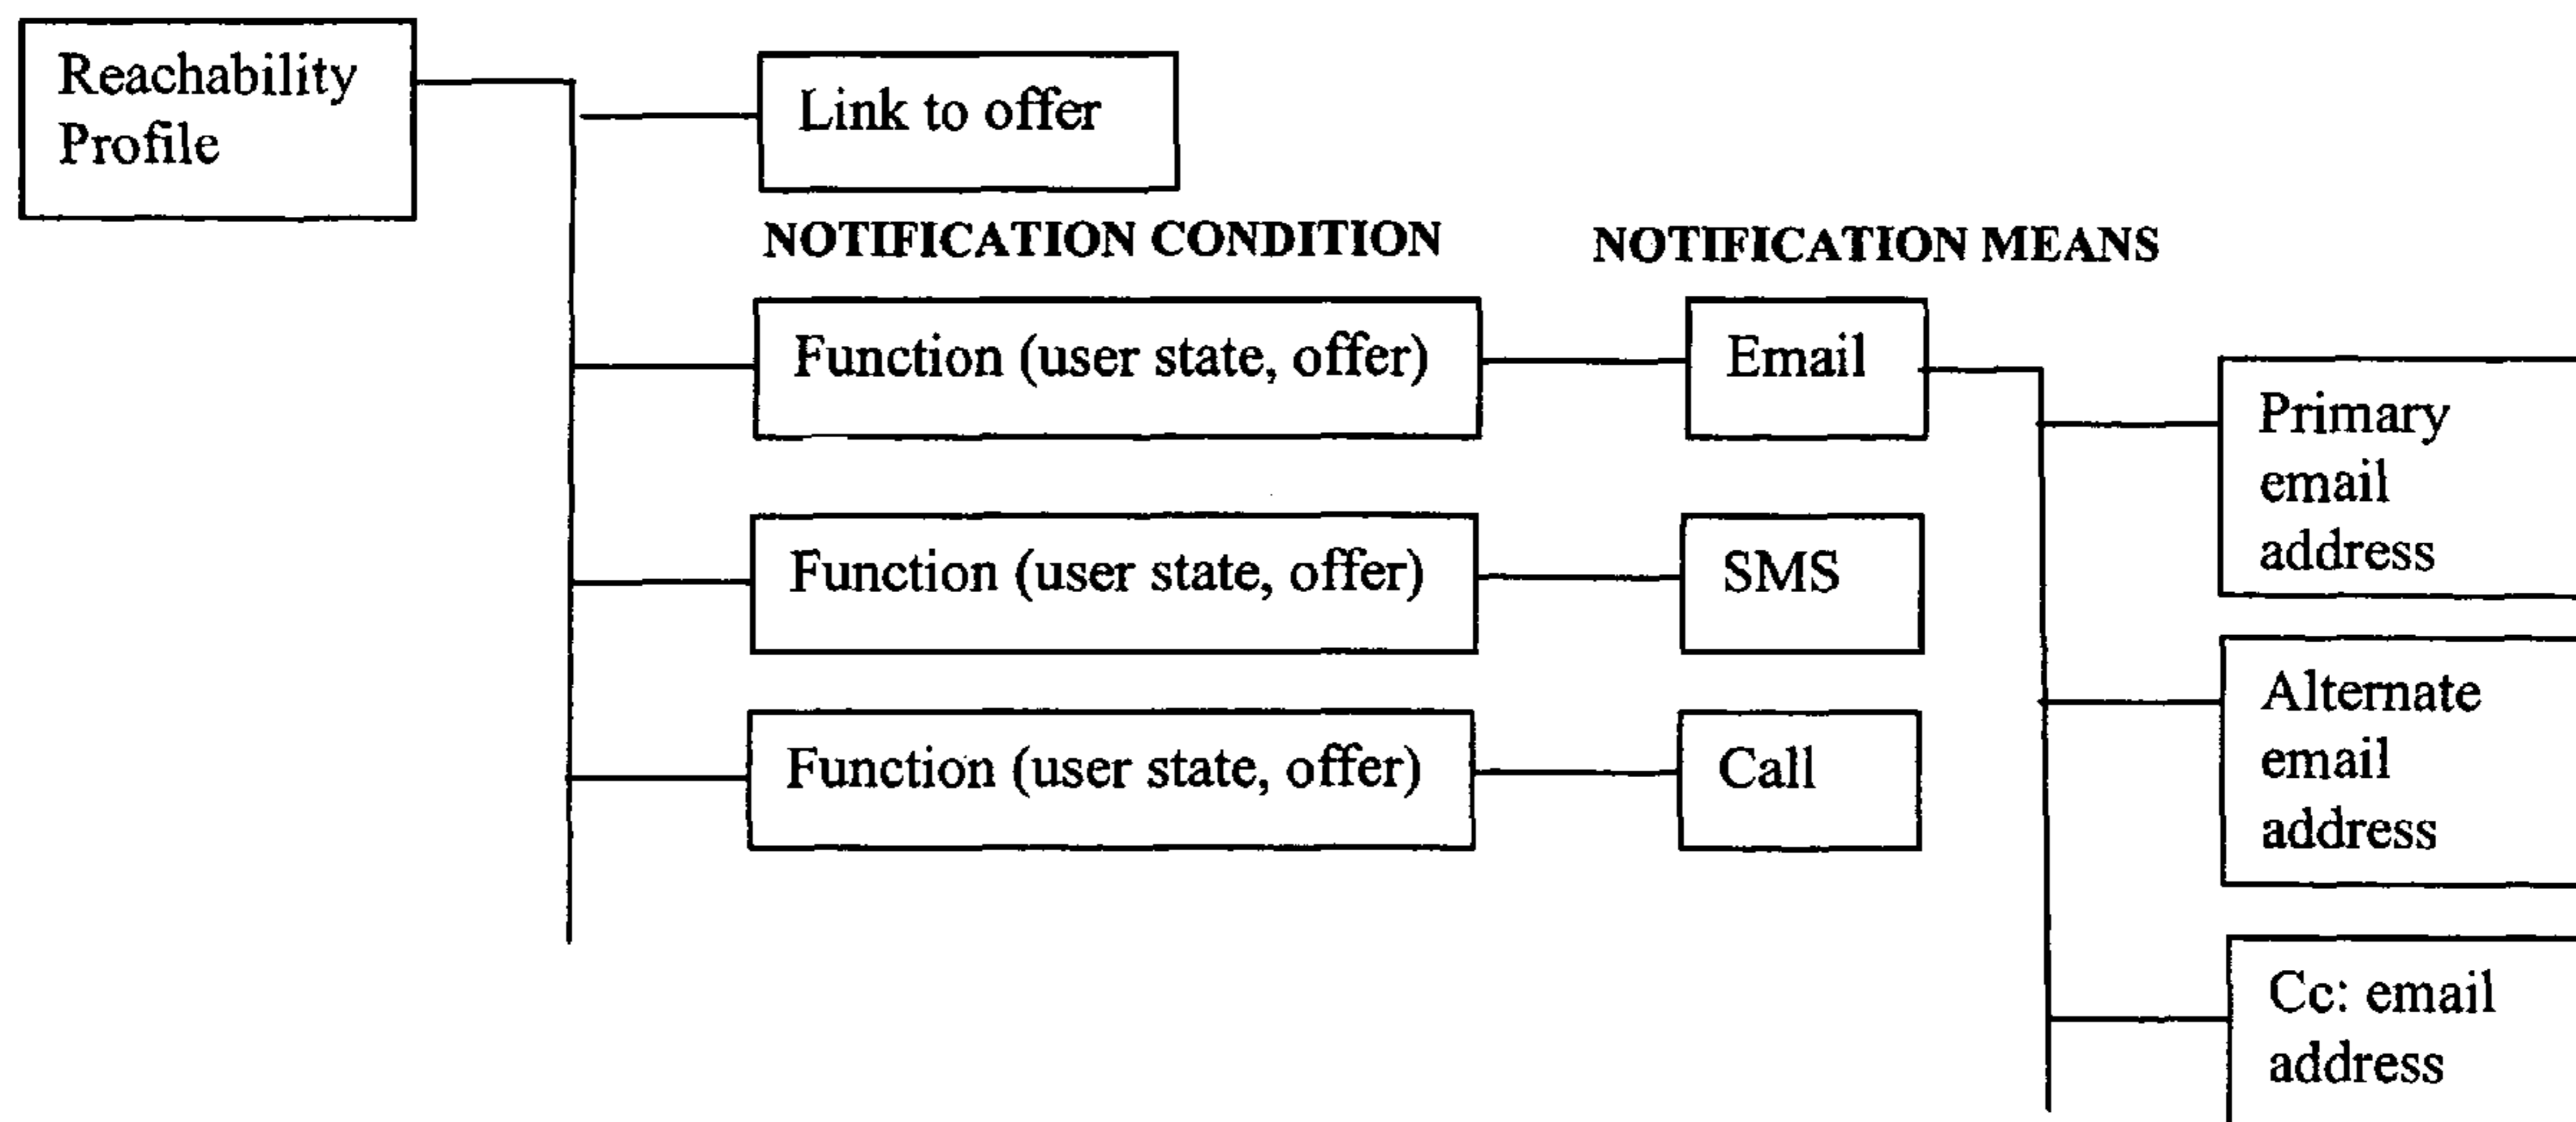 Reachability
Profile
Link to offer
NOTIFICATION CONDITION
NOTIFICATION MEANS
Function (user state, offer)
Email
Primary
email
address
Function (user state, offer)
SMS
Alternate
email
address
Function (user state, offer)
Call
Cc: email
address